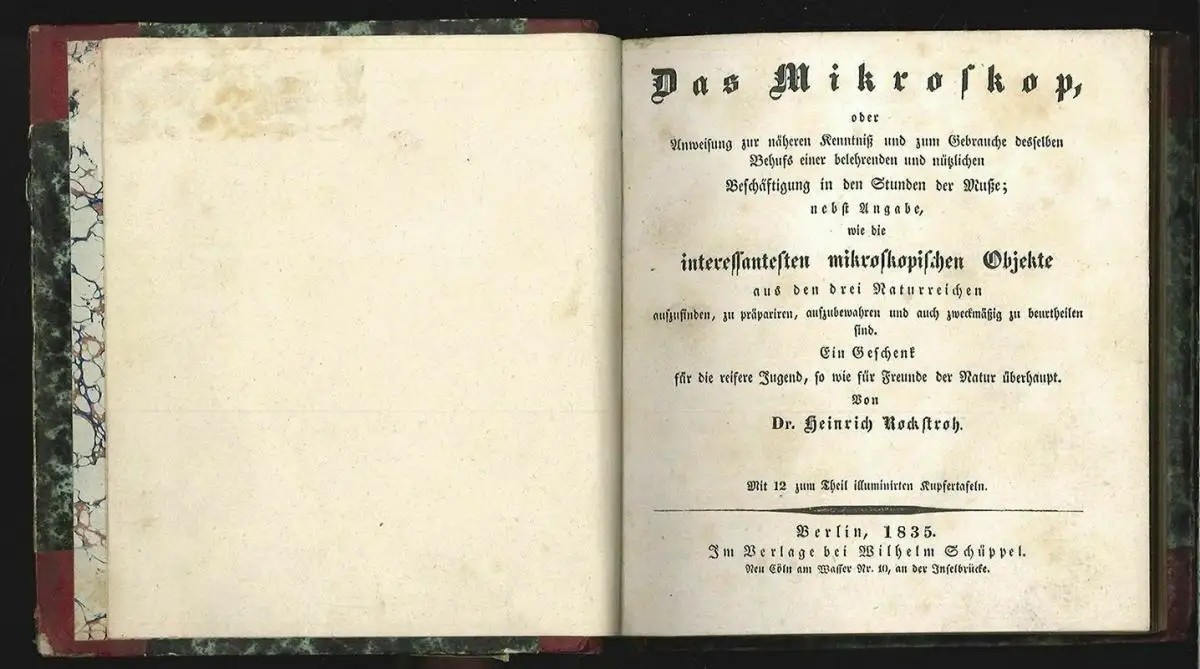 Das Mikroſkop,
oder
Anweiſung zur näheren Kenntniß und zum Gebrauche desſelben
Behufs einer belehrenden und nützlichen
Beſchäftigung in den Stunden der Muße;
nebſt Angabe,
wie die
intereſſanteſten mikroſkopiſchen Objekte
aus den drei Naturreichen
aufzufinden, zu präpariren, aufzubewahren und auch zweckmäßig zu beurtheilen
ſind.
Ein Geſchenk
für die reifere Jugend, ſo wie für Freunde der Natur überhaupt.
Von
Dr. Heinrich Rockſtroh.
Mit 12 zum Theil illuminirten Kupfertafeln.
Berlin, 1835.
Im Verlage bei Wilhelm Schüppel.
Neu Cöln am Waſſer Nr. 10, an der Inſelbrücke.